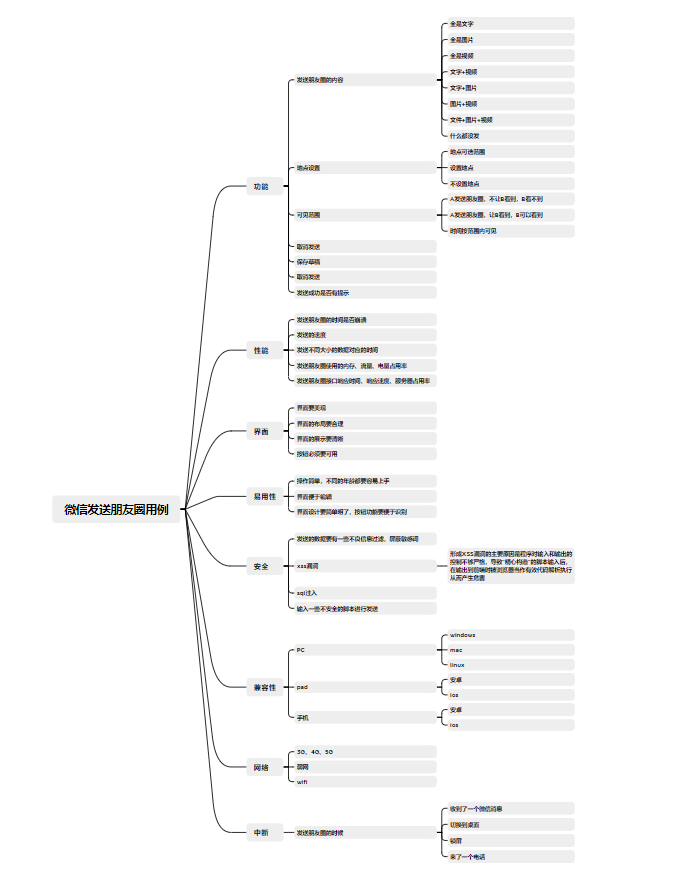 微信发送朋友圈用例
功能
发送朋友圈的内容
全是文字
全是图片
全是视频
文字+视频
文字+图片
图片+视频
文件+图片+视频
什么都没发
地点设置
地点可选范围
设置地点
不设置地点
可见范围
A发送朋友圈，不让B看到，B看不到
A发送朋友圈，让B看到，B可以看到
时间按范围内可见
取消发送
保存草稿
取消发送
发送成功是否有提示
性能
发送朋友圈的时间是否崩溃
发送的速度
发送不同大小的数据对应的时间
发送朋友圈使用的内存、流量、电量占用率
发送朋友圈接口响应时间、响应速度、服务器占用率
界面
界面要美观
界面的布局要合理
界面的展示要清晰
按钮必须要可用
易用性
操作简单，不同的年龄都要容易上手
界面便于编辑
界面设计要简单明了，按钮功能要便于识别
安全
发送的数据要有一些不良信息过滤，屏蔽敏感词
xss漏洞
形成XSS漏洞的主要原因是程序对输入和输出的
控制不够严格，导致"精心构造"的脚本输入后，
在输出到前端时被浏览器当作有效代码解析执行
从而产生危害
sql注入
输入一些不安全的脚本进行发送
兼容性
PC
windows
mac
linux
pad
安卓
ios
手机
安卓
ios
网络
3G、4G、5G
弱网
wifi
中断
发送朋友圈的时候
收到了一个微信消息
切换到桌面
锁屏
来了一个电话